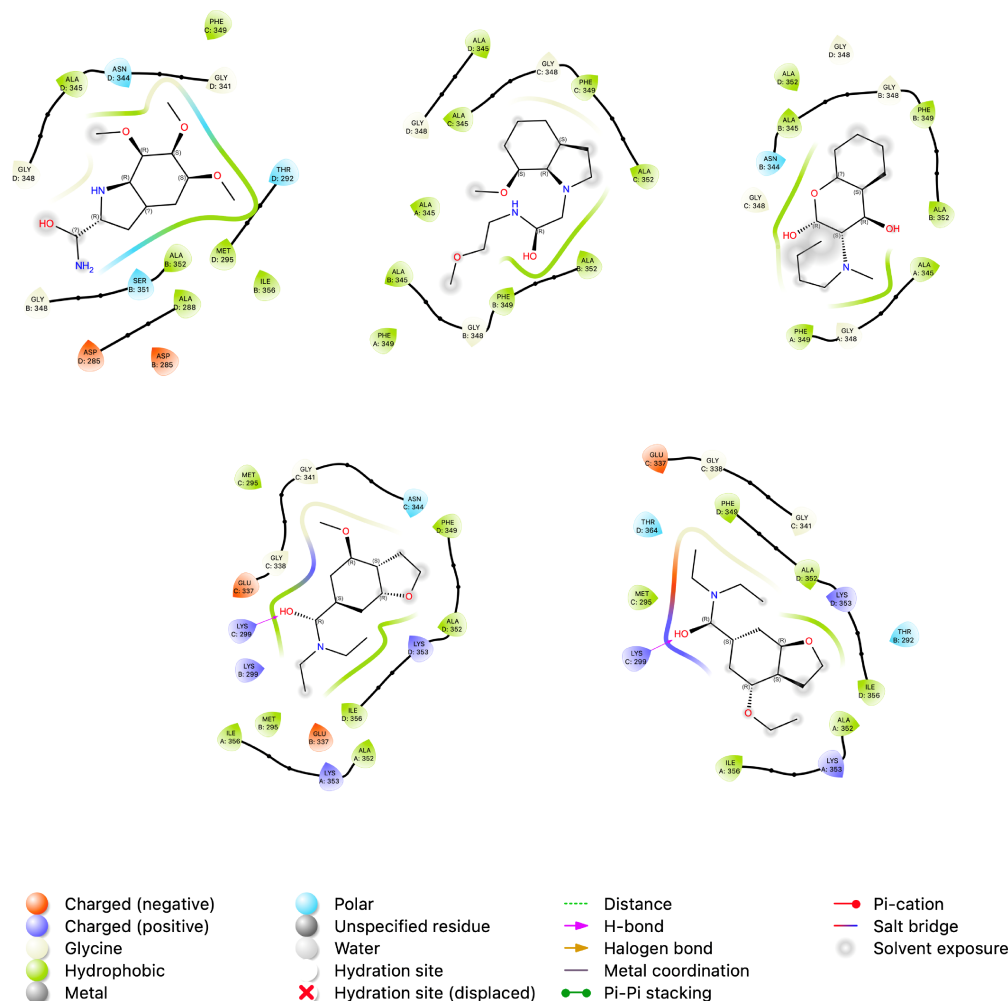 PHE
C: 349
ALA
D: 345
ASN
D: 344
GLY
D: 341
GLY
D: 348
THR
D: 292
MET
D: 295
ALA
B: 352
SER
B: 351
GLY
B: 348
ALA
D: 288
ILE
B: 356
ASP
D: 285
ASP
B: 285
O
O
O
(R)
(S)
(R)
(S)
HN
(R)
(?)
HO
(?)
NH2
ALA
D: 345
GLY
C: 348
PHE
C: 349
ALA
C: 345
GLY
D: 348
ALA
C: 352
ALA
A: 345
ALA
B: 345
ALA
B: 352
PHE
B: 349
GLY
B: 348
PHE
A: 349
(S)
(S)
(R)
O
N
H
N
(R)
HO
O
GLY
D: 348
ALA
D: 352
GLY
B: 348
PHE
B: 349
ALA
B: 345
ASN
B: 344
GLY
C: 348
ALA
B: 352
ALA
A: 345
PHE
A: 349
GLY
A: 348
(?)
O
(S)
(R)
(R)
HO
(S)
OH
N
MET
C: 295
GLY
C: 341
ASN
C: 344
PHE
D: 349
GLY
C: 338
GLU
C: 337
LYS
C: 299
LYS
B: 299
ALA
D: 352
LYS
D: 353
ILE
D: 356
MET
B: 295
GLU
B: 337
ILE
A: 356
ALA
A: 352
LYS
A: 353
O
(R)
(S)
(S)
(R)
O
HO
(R)
N
GLU
C: 337
GLY
C: 338
PHE
D: 349
GLY
C: 341
THR
D: 364
ALA
D: 352
LYS
D: 353
MET
C: 295
THR
B: 292
LYS
C: 299
ILE
D: 356
ALA
A: 352
ILE
A: 356
LYS
A: 353
N
(R)
HO
(S)
(R)
O
(S)
(R)
O
Charged (negative)
Charged (positive)
Glycine
Hydrophobic
Metal
Polar
Unspecified residue
Water
Hydration site
Hydration site (displaced)
Distance
H-bond
Halogen bond
Metal coordination
Pi-Pi stacking
Pi-cation
Salt bridge
Solvent exposure